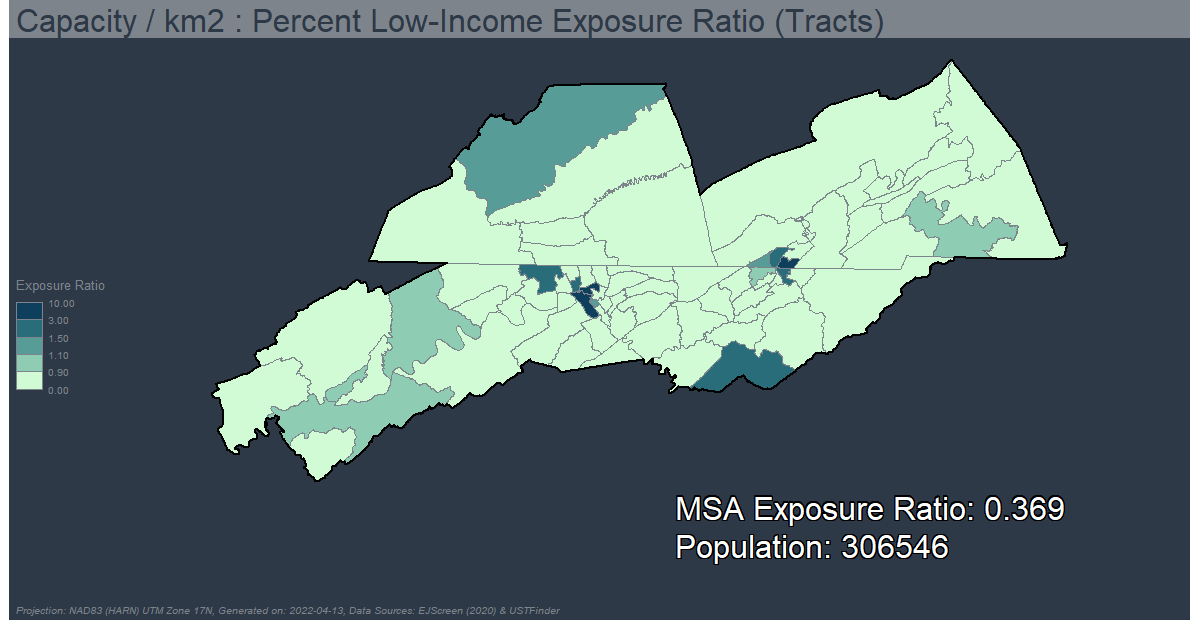 Capacity / km2 : Percent Low-Income Exposure Ratio (Tracts)
Exposure Ratio
10.00
3.00
1.50
1.10
0.90
0.00
MSA Exposure Ratio: 0.369
Population: 306546
Projection: NAD83 (HARN) UTM Zone 17N, Generated on: 2022-04-13, Data Sources: EJScreen (2020) & USTFinder